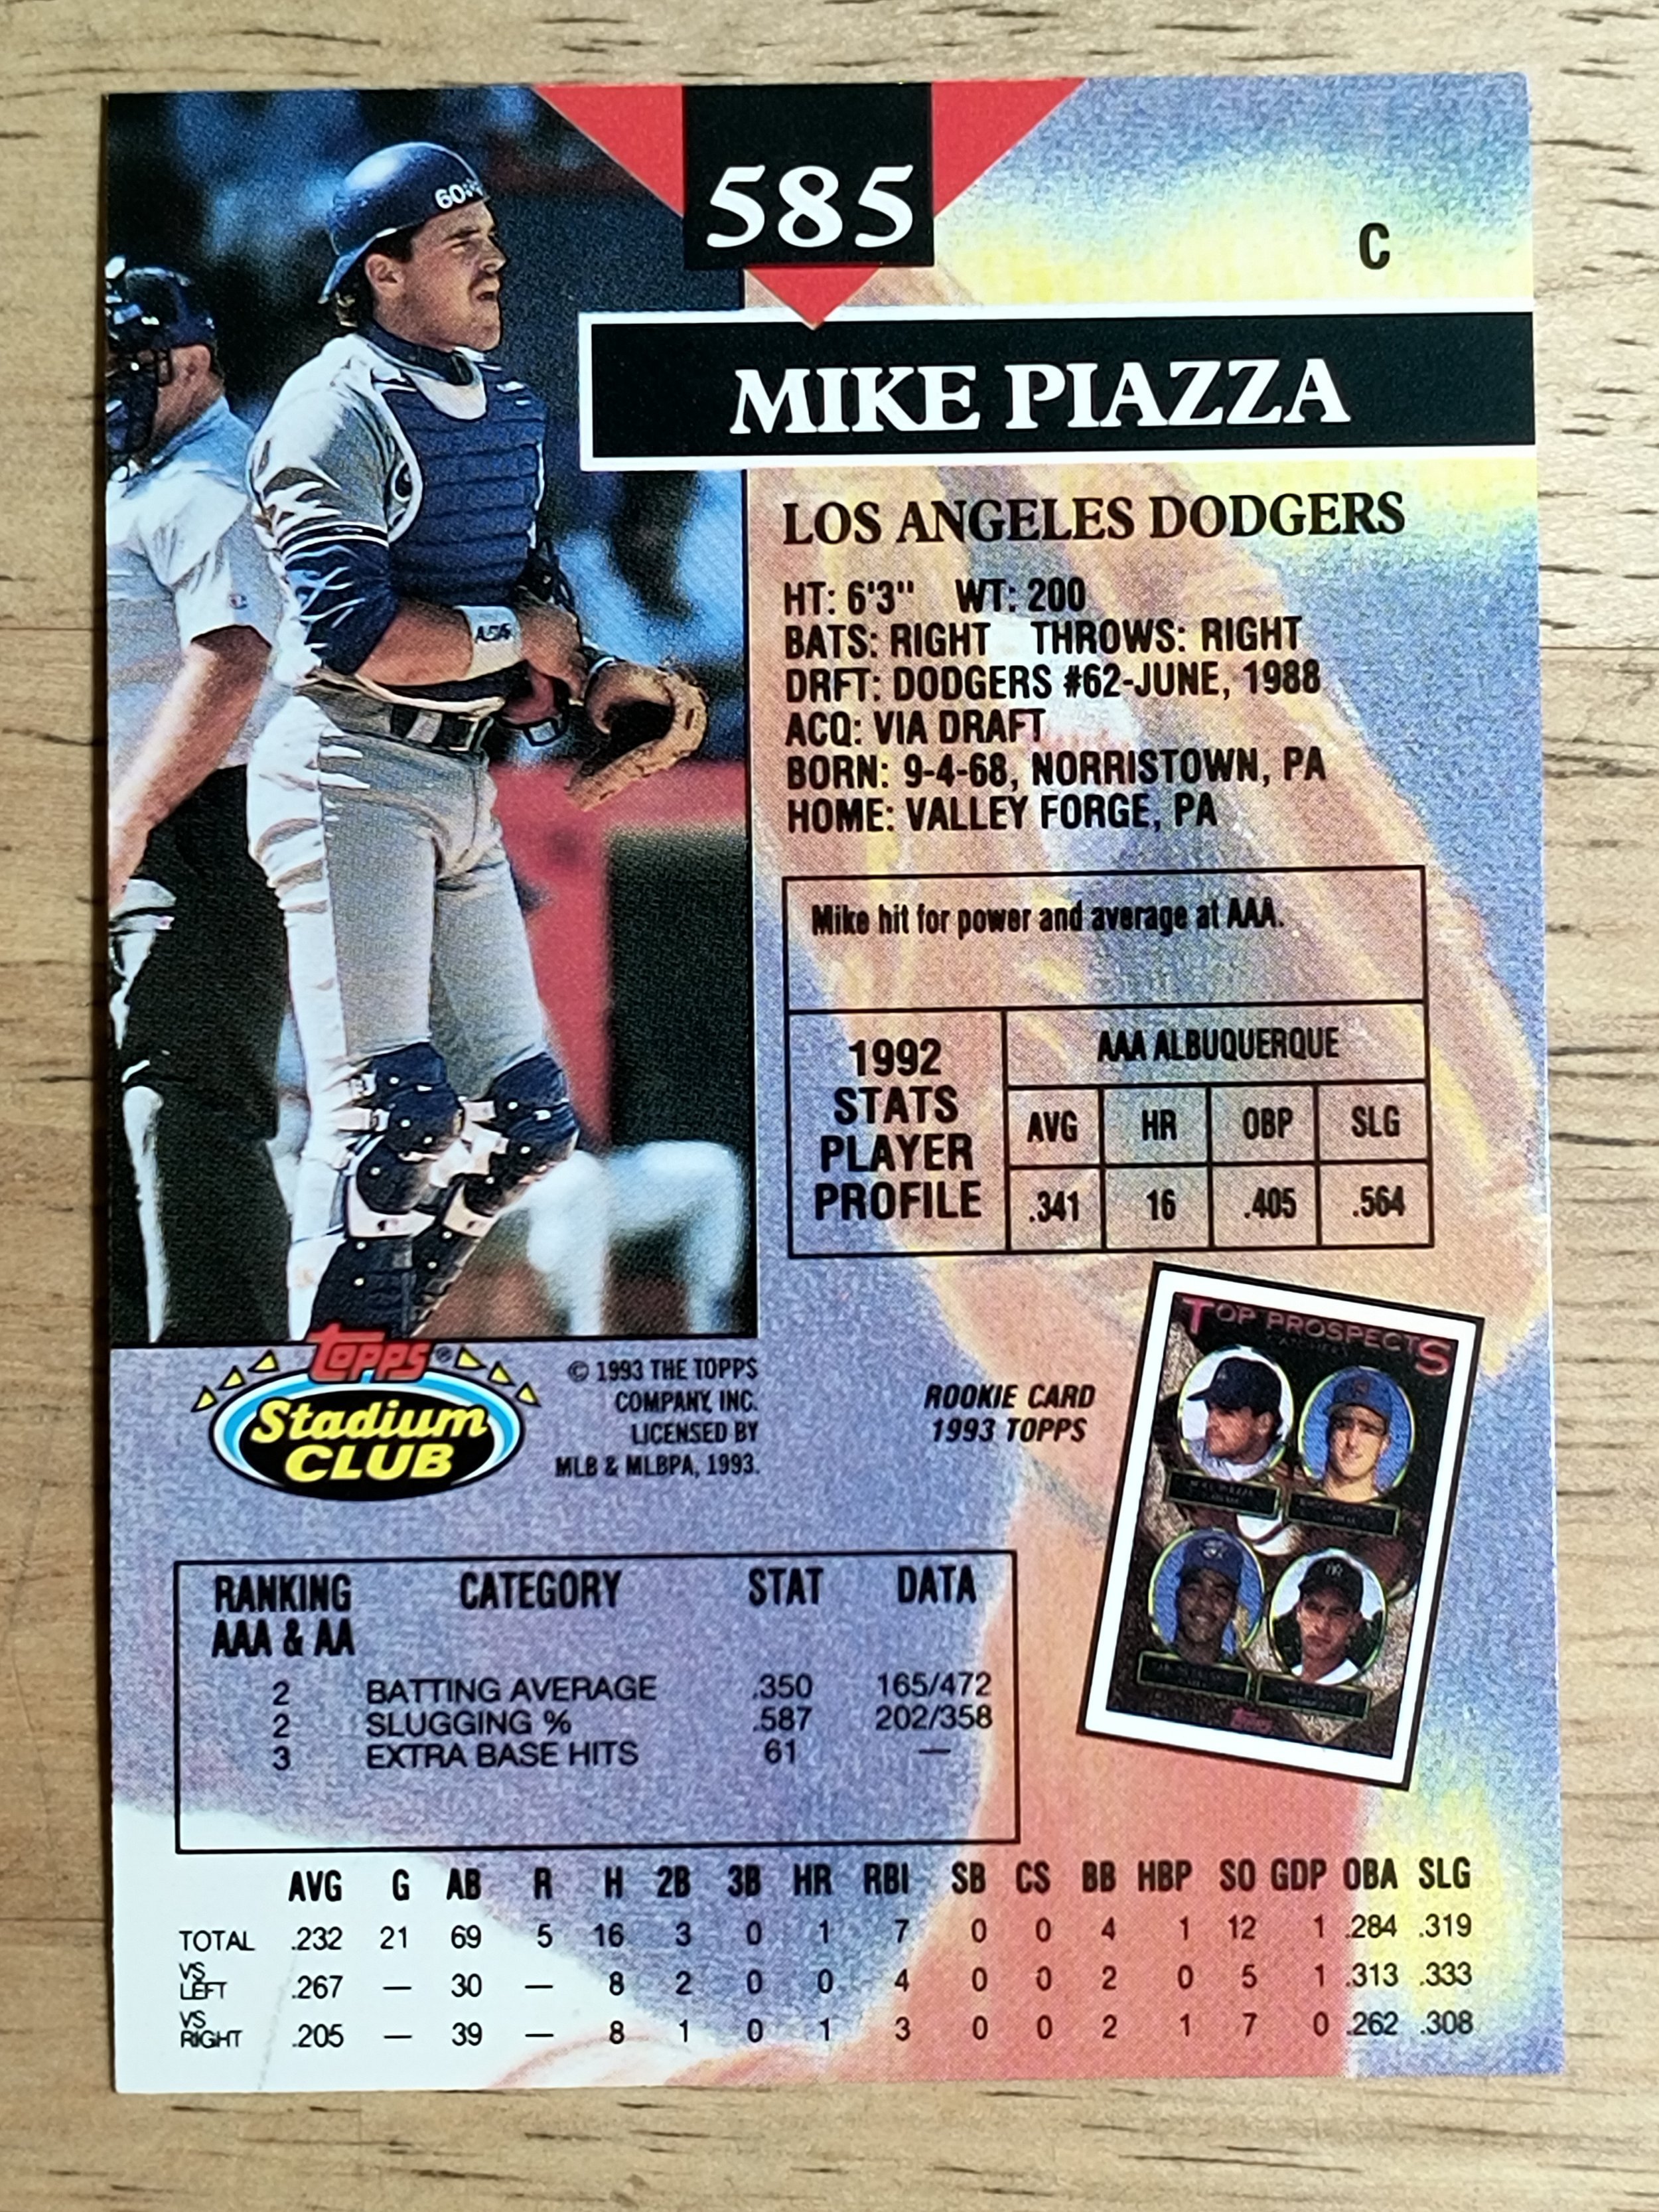 585
C
MIKE PIAZZA
LOS ANGELES DODGERS
HT: 6'3" WT: 200
BATS: RIGHT THROWS: RIGHT
DRFT: DODGERS #62-JUNE, 1988
ACQ: VIA DRAFT
BORN: 9-4-68, NORRISTOWN, PA
HOME: VALLEY FORGE, PA
Mike hit for power and average at AAA.
1992
STATS
PLAYER
PROFILE
AAA ALBUQUERQUE
AVG HR OBP SLG
.341 16 .405 .564
Topps®
Stadium
CLUB
© 1993 THE TOPPS
COMPANY, INC.
LICENSED BY
MLB & MLBPA, 1993.
ROOKIE CARD
1993 TOPPS
TOP PROSPECTS
Topps
RANKING CATEGORY STAT DATA
AAA & AA
2 BATTING AVERAGE .350 165/472
2 SLUGGING % .587 202/358
3 EXTRA BASE HITS 61 —
AVG G AB R H 2B 3B HR RBI SB CS BB HBP SO GDP OBA SLG
TOTAL .232 21 69 5 16 3 0 1 7 0 0 4 1 12 1 .284 .319
VS
LEFT .267 — 30 — 8 2 0 0 4 0 0 2 0 5 1 .313 .333
VS
RIGHT .205 — 39 — 8 1 0 1 3 0 0 2 1 7 0 .262 .308